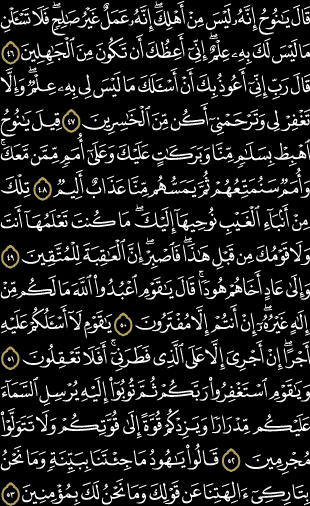 قَالَ يَٰنُوحُ إِنَّهُۥ لَيْسَ مِنْ أَهْلِكَ ۖ إِنَّهُۥ عَمَلٌ غَيْرُ صَٰلِحٍ ۖ فَلَا تَسْـَٔلْنِ
مَا لَيْسَ لَكَ بِهِۦ عِلْمٌ ۖ إِنِّىٓ أَعِظُكَ أَن تَكُونَ مِنَ ٱلْجَٰهِلِينَ ٤٦
قَالَ رَبِّ إِنِّىٓ أَعُوذُ بِكَ أَنْ أَسْـَٔلَكَ مَا لَيْسَ لِى بِهِۦ عِلْمٌ ۖ وَإِلَّا
تَغْفِرْ لِى وَتَرْحَمْنِىٓ أَكُن مِّنَ ٱلْخَٰسِرِينَ ٤٧ قِيلَ يَٰنُوحُ
ٱهْبِطْ بِسَلَٰمٍ مِّنَّا وَبَرَكَٰتٍ عَلَيْكَ وَعَلَىٰٓ أُمَمٍ مِّمَّن مَّعَكَ ۚ
وَأُمَمٌ سَنُمَتِّعُهُمْ ثُمَّ يَمَسُّهُم مِّنَّا عَذَابٌ أَلِيمٌ ٤٨ تِلْكَ
مِنْ أَنۢبَآءِ ٱلْغَيْبِ نُوحِيهَآ إِلَيْكَ ۖ مَا كُنتَ تَعْلَمُهَآ أَنتَ
وَلَا قَوْمُكَ مِن قَبْلِ هَٰذَا ۖ فَٱصْبِرْ ۖ إِنَّ ٱلْعَٰقِبَةَ لِلْمُتَّقِينَ ٤٩
وَإِلَىٰ عَادٍ أَخَاهُمْ هُودًا ۚ قَالَ يَٰقَوْمِ ٱعْبُدُوا۟ ٱللَّهَ مَا لَكُم مِّنْ
إِلَٰهٍ غَيْرُهُۥٓ ۖ إِنْ أَنتُمْ إِلَّا مُفْتَرُونَ ٥٠ يَٰقَوْمِ لَآ أَسْـَٔلُكُمْ عَلَيْهِ
أَجْرًا ۖ إِنْ أَجْرِىَ إِلَّا عَلَى ٱلَّذِى فَطَرَنِىٓ ۚ أَفَلَا تَعْقِلُونَ ٥١
وَيَٰقَوْمِ ٱسْتَغْفِرُوا۟ رَبَّكُمْ ثُمَّ تُوبُوٓا۟ إِلَيْهِ يُرْسِلِ ٱلسَّمَآءَ
عَلَيْكُم مِّدْرَارًا وَيَزِدْكُمْ قُوَّةً إِلَىٰ قُوَّتِكُمْ وَلَا تَتَوَلَّوْا۟
مُجْرِمِينَ ٥٢ قَالُوا۟ يَٰهُودُ مَا جِئْتَنَا بِبَيِّنَةٍ وَمَا نَحْنُ
بِتَارِكِىٓ ءَالِهَتِنَا عَن قَوْلِكَ وَمَا نَحْنُ لَكَ بِمُؤْمِنِينَ ٥٣